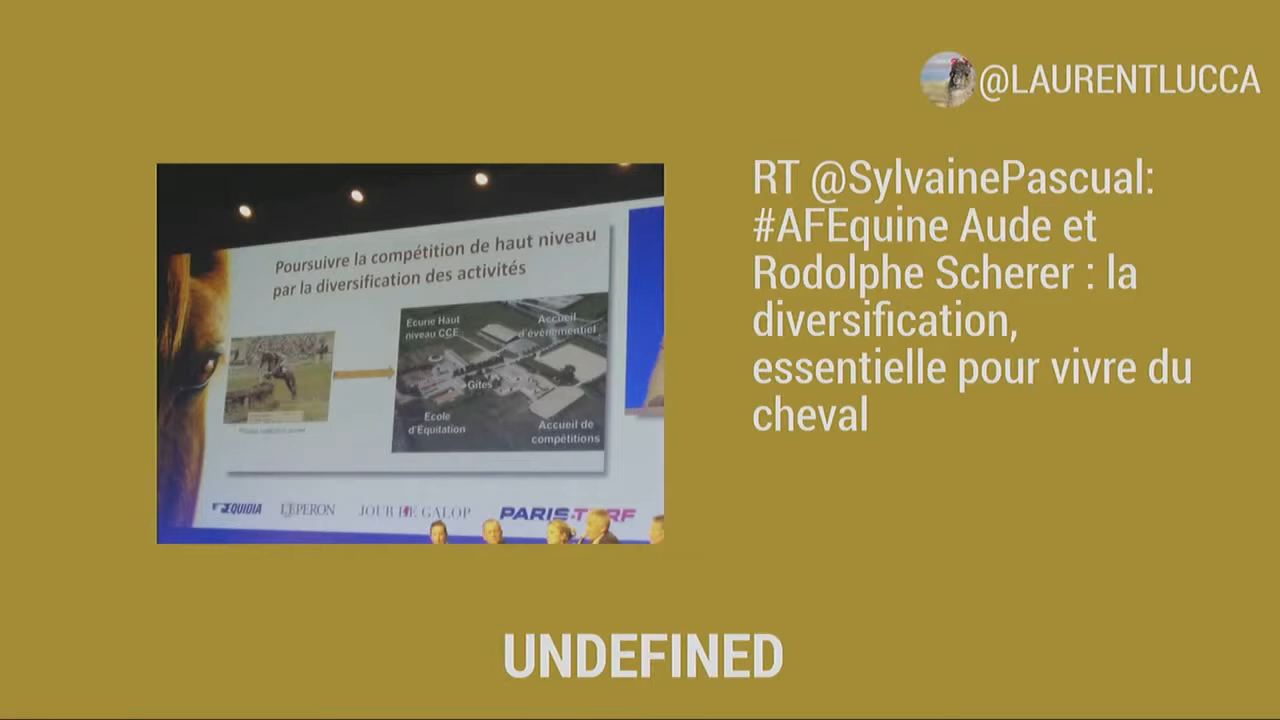 @LAURENTLUCCA
RT @SylvainePascual:
#AFEquine Aude et
Rodolphe Scherer : la
diversification,
essentielle pour vivre du
cheval
Poursuivre la compétition de haut niveau
par la diversification des activités
Ecurie Haut
niveau CCE
Accueil
d'événementiel
Gîtes
Ecole
d'Equitation
Accueil de
compétitions
EQUIDIA
L'EPERON
JOUR DE GALOP
PARIS-TURF
UNDEFINED